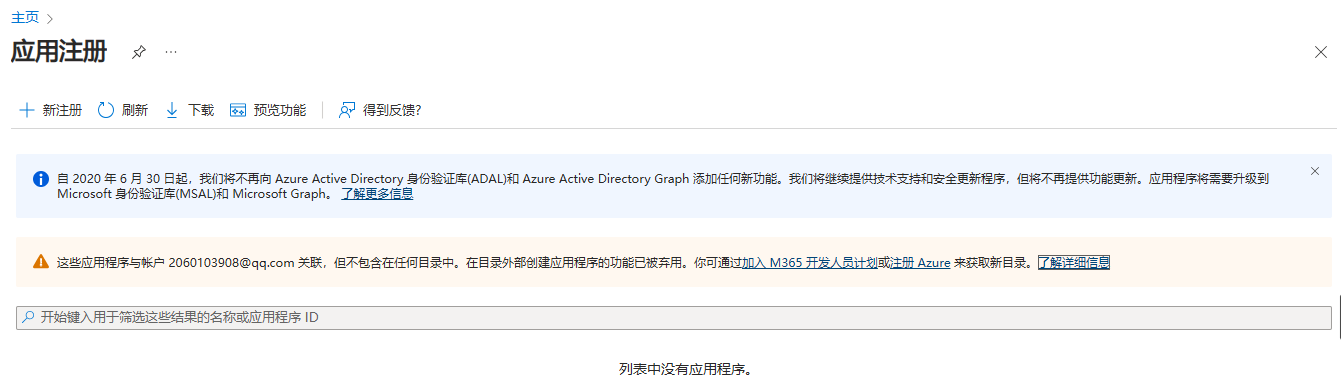 主页
应用注册
新注册 刷新 下载 预览功能 得到反馈?
自 2020 年 6 月 30 日起，我们将不再向 Azure Active Directory 身份验证库(ADAL)和 Azure Active Directory Graph 添加任何新功能。我们将继续提供技术支持和安全更新程序，但将不再提供功能更新。应用程序将需要升级到
Microsoft 身份验证库(MSAL)和 Microsoft Graph。 了解更多信息
这些应用程序与帐户 2060103908@qq.com 关联，但不包含在任何目录中。在目录外部创建应用程序的功能已被弃用。你可通过加入 M365 开发人员计划或注册 Azure 来获取新目录。了解详细信息
开始键入用于筛选这些结果的名称或应用程序 ID
列表中没有应用程序。